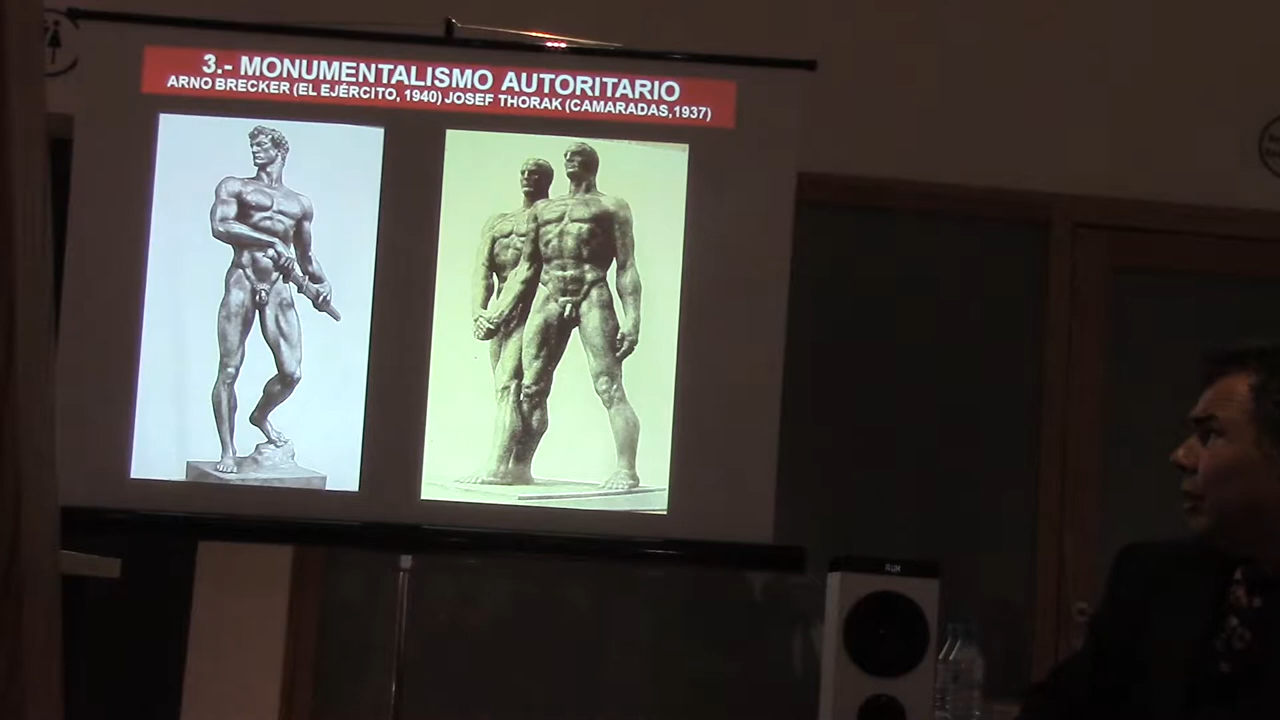 3.- MONUMENTALISMO AUTORITARIO
ARNO BRECKER (EL EJÉRCITO, 1940) JOSEF THORAK (CAMARADAS,1937)